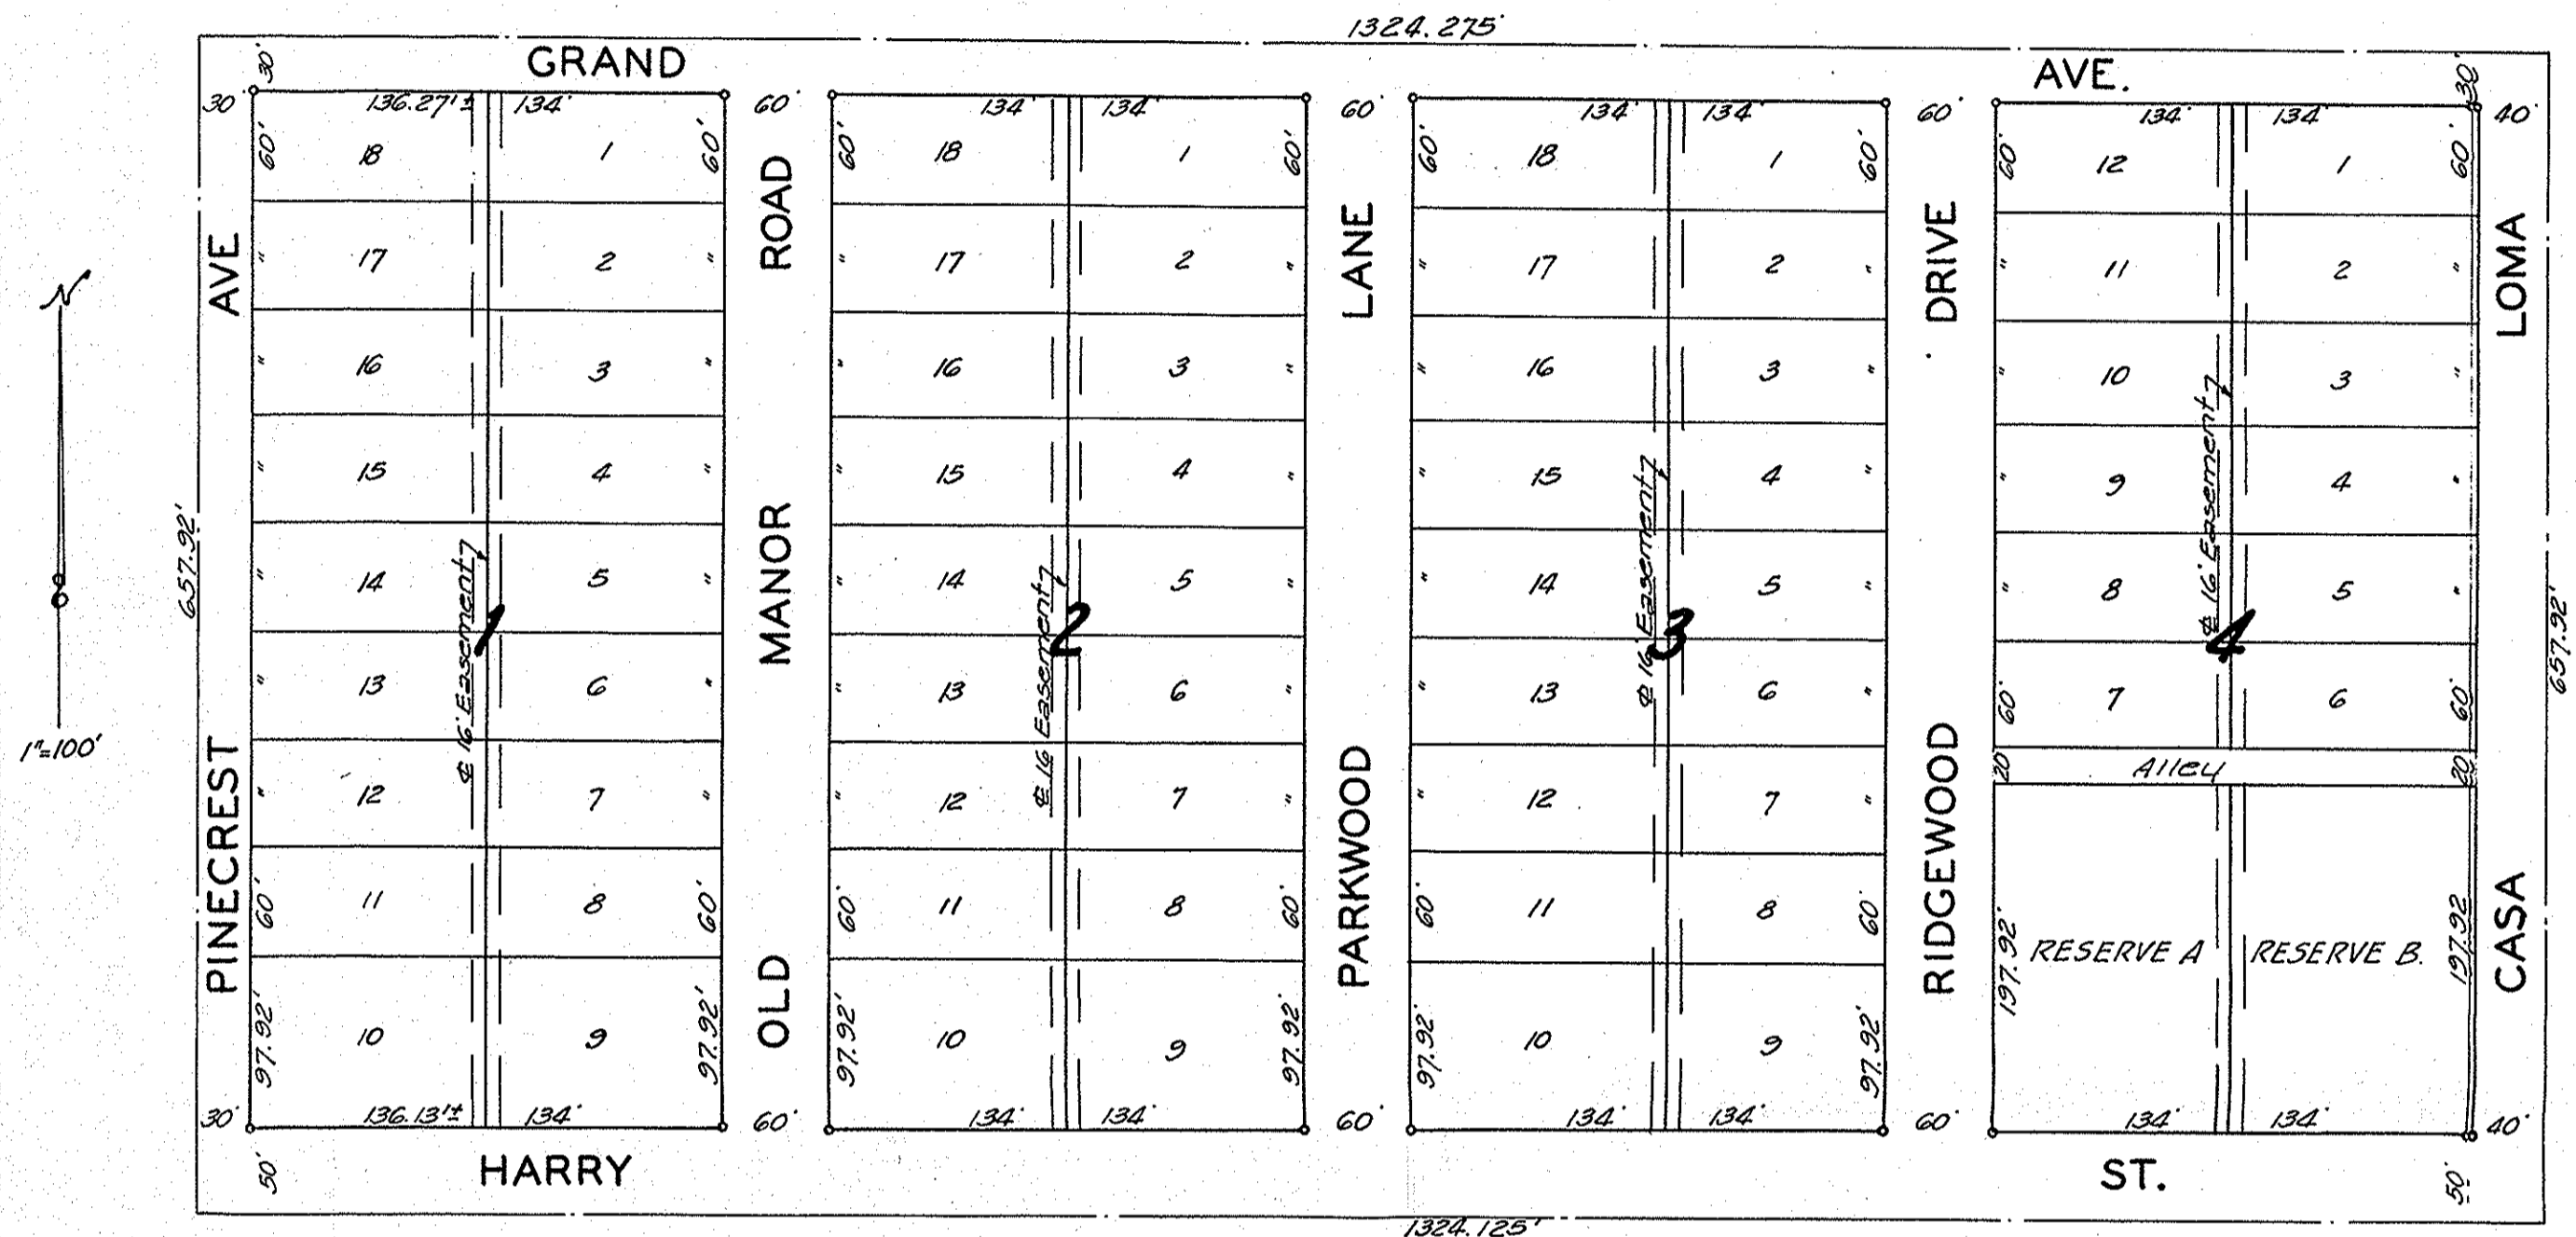 1324.275'
GRAND AVE.
30' 30' 60' 60' 60' 30' 40'
136.27'± 134' 134' 134' 134' 134' 134' 134'
60' 18 1 60' 60' 18 1 60' 60' 18 1 60' 60' 12 1 60'
" 17 2 " " 17 2 " " 17 2 " " 11 2 "
" 16 3 " " 16 3 " " 16 3 " " 10 3 "
" 15 4 " " 15 4 " " 15 4 " " 9 4 "
" 14 5 " " 14 5 " " 14 5 " " 8 5 "
1 2 3 4
" 13 6 " " 13 6 " " 13 6 " 60' 7 6 60'
" 12 7 " " 12 7 " " 12 7 "
20' Alley 20'
60' 11 8 60' 60' 11 8 60' 60' 11 8 60'
97.92' 10 9 97.92' 97.92' 10 9 97.92' 97.92' 10 9 97.92'
197.92' RESERVE A RESERVE B. 197.92
℄ 16' Easement
℄ 16 Easement
℄ 16' Easement
℄ 16' Easement
PINECREST AVE
OLD MANOR ROAD
PARKWOOD LANE
RIDGEWOOD DRIVE
CASA LOMA
657.92'
657.92'
N
1"=100'
30' 136.13'± 134' 60' 134' 134' 60' 134' 134' 60' 134' 134' 40'
50' HARRY ST. 50'
1324.125'